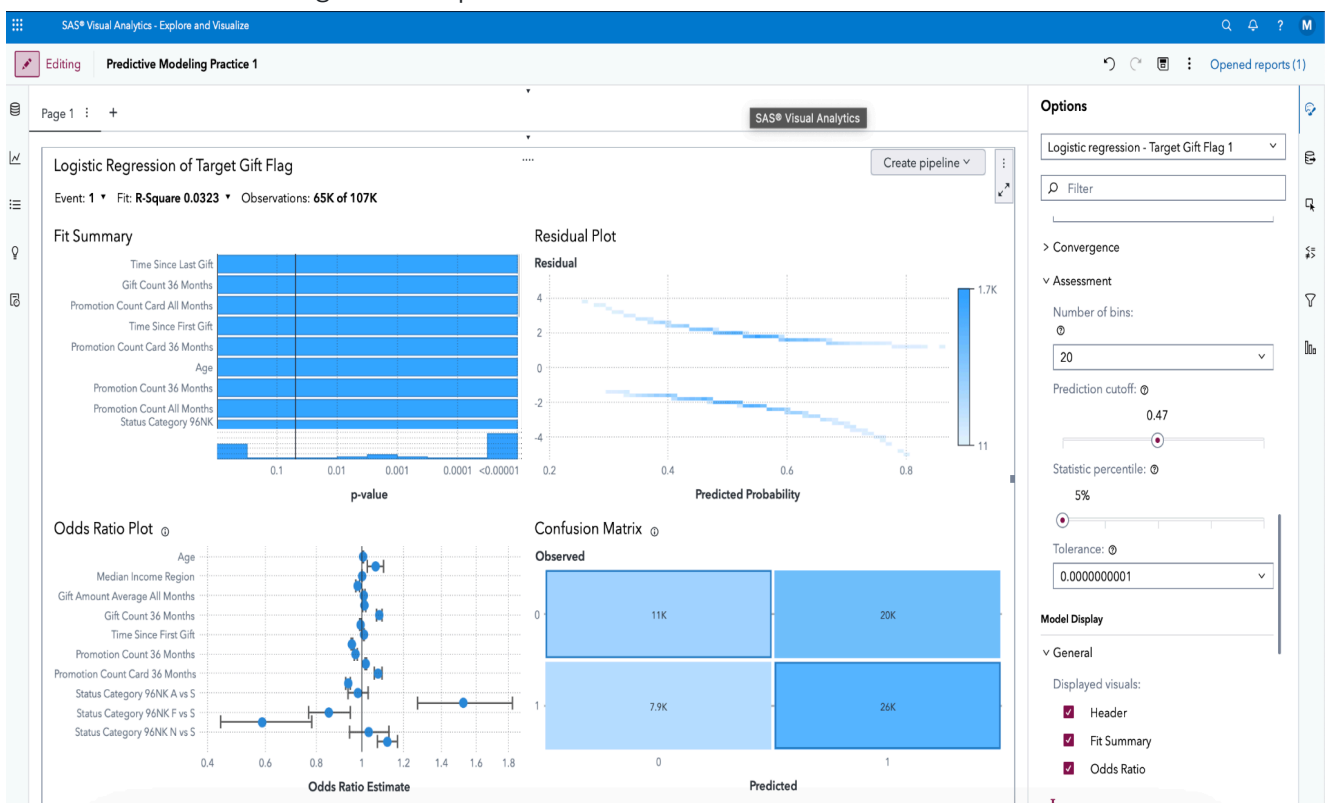 SAS® Visual Analytics - Explore and Visualize
M
Editing
Predictive Modeling Practice 1
Opened reports (1)
Page 1
SAS® Visual Analytics
Logistic Regression of Target Gift Flag
Create pipeline
Event: 1 Fit: R-Square 0.0323 Observations: 65K of 107K
Fit Summary
Time Since Last Gift
Gift Count 36 Months
Promotion Count Card All Months
Time Since First Gift
Promotion Count Card 36 Months
Age
Promotion Count 36 Months
Promotion Count All Months
Status Category 96NK
0.1 0.01 0.001 0.0001 <0.00001
p-value
Residual Plot
Residual
4
2
0
-2
-4
0.2 0.4 0.6 0.8
Predicted Probability
1.7K
11
Odds Ratio Plot
Age
Median Income Region
Gift Amount Average All Months
Gift Count 36 Months
Time Since First Gift
Promotion Count 36 Months
Promotion Count Card 36 Months
Status Category 96NK A vs S
Status Category 96NK F vs S
Status Category 96NK N vs S
0.4 0.6 0.8 1 1.2 1.4 1.6 1.8
Odds Ratio Estimate
Confusion Matrix
Observed
0 11K 20K
1 7.9K 26K
0 1
Predicted
Options
Logistic regression - Target Gift Flag 1
Filter
Convergence
Assessment
Number of bins:
20
Prediction cutoff:
0.47
Statistic percentile:
5%
Tolerance:
0.0000000001
Model Display
General
Displayed visuals:
Header
Fit Summary
Odds Ratio